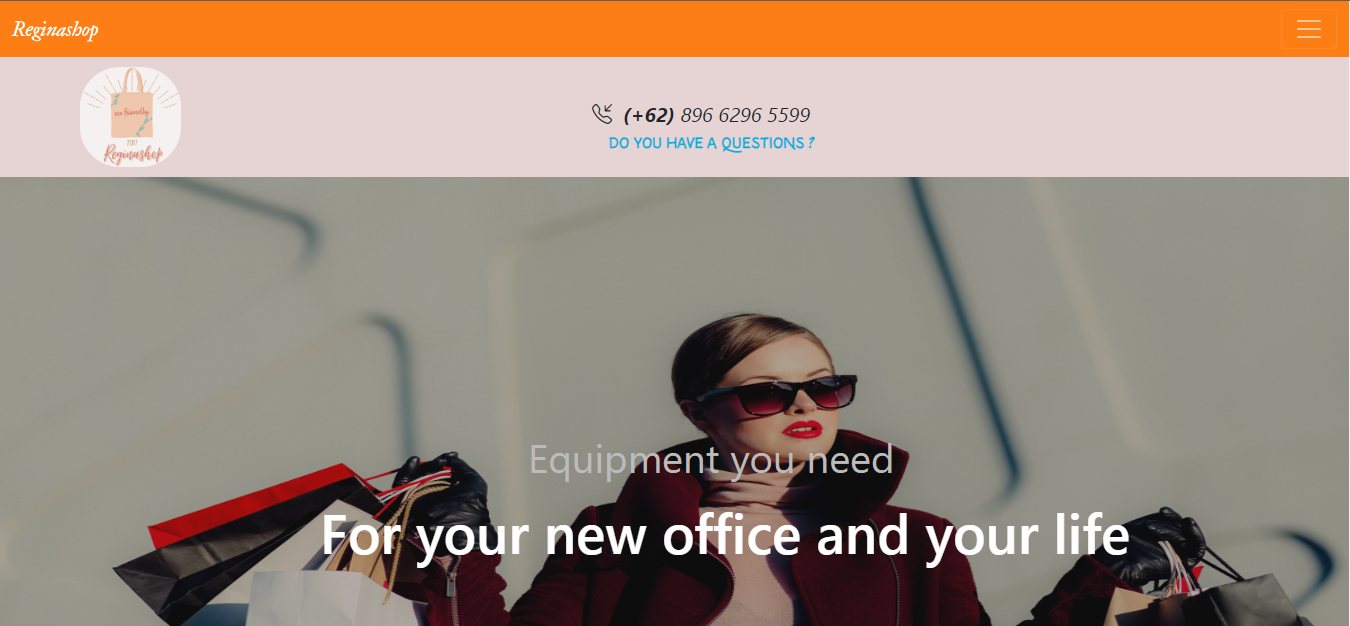 Reginashop
eco friendly
2017
Reginashop
(+62) 896 6296 5599
DO YOU HAVE A QUESTIONS ?
Equipment you need
For your new office and your life